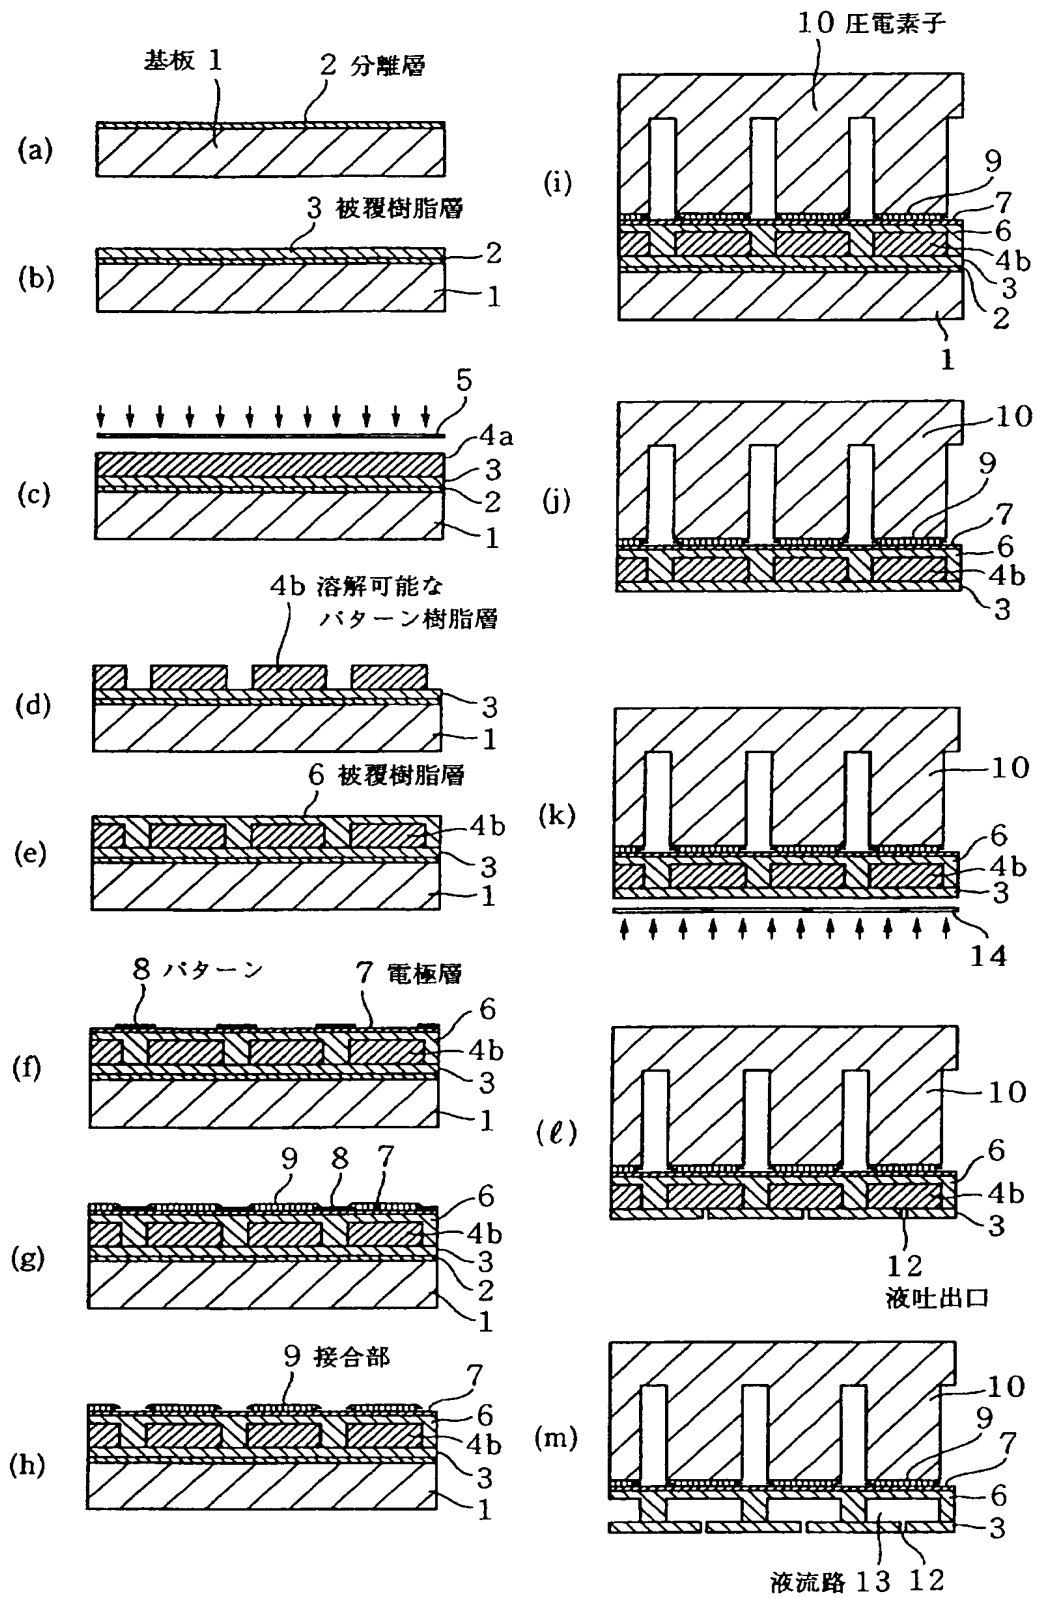 基板 1
2 分離層
(a)
3 被覆樹脂層
2
1
(b)
5
4a
3
2
1
(c)
4b 溶解可能な
パターン樹脂層
3
1
(d)
6 被覆樹脂層
4b
3
1
(e)
8 パターン
7 電極層
6
4b
3
1
(f)
9
8
7
6
4b
3
2
1
(g)
9 接合部
7
6
4b
3
1
(h)
10 圧電素子
9
7
6
4b
3
2
1
(i)
10
9
7
6
4b
3
(j)
10
6
4b
3
14
(k)
10
6
4b
3
12
液吐出口
(ℓ)
10
9
7
6
3
液流路 13 12
(m)